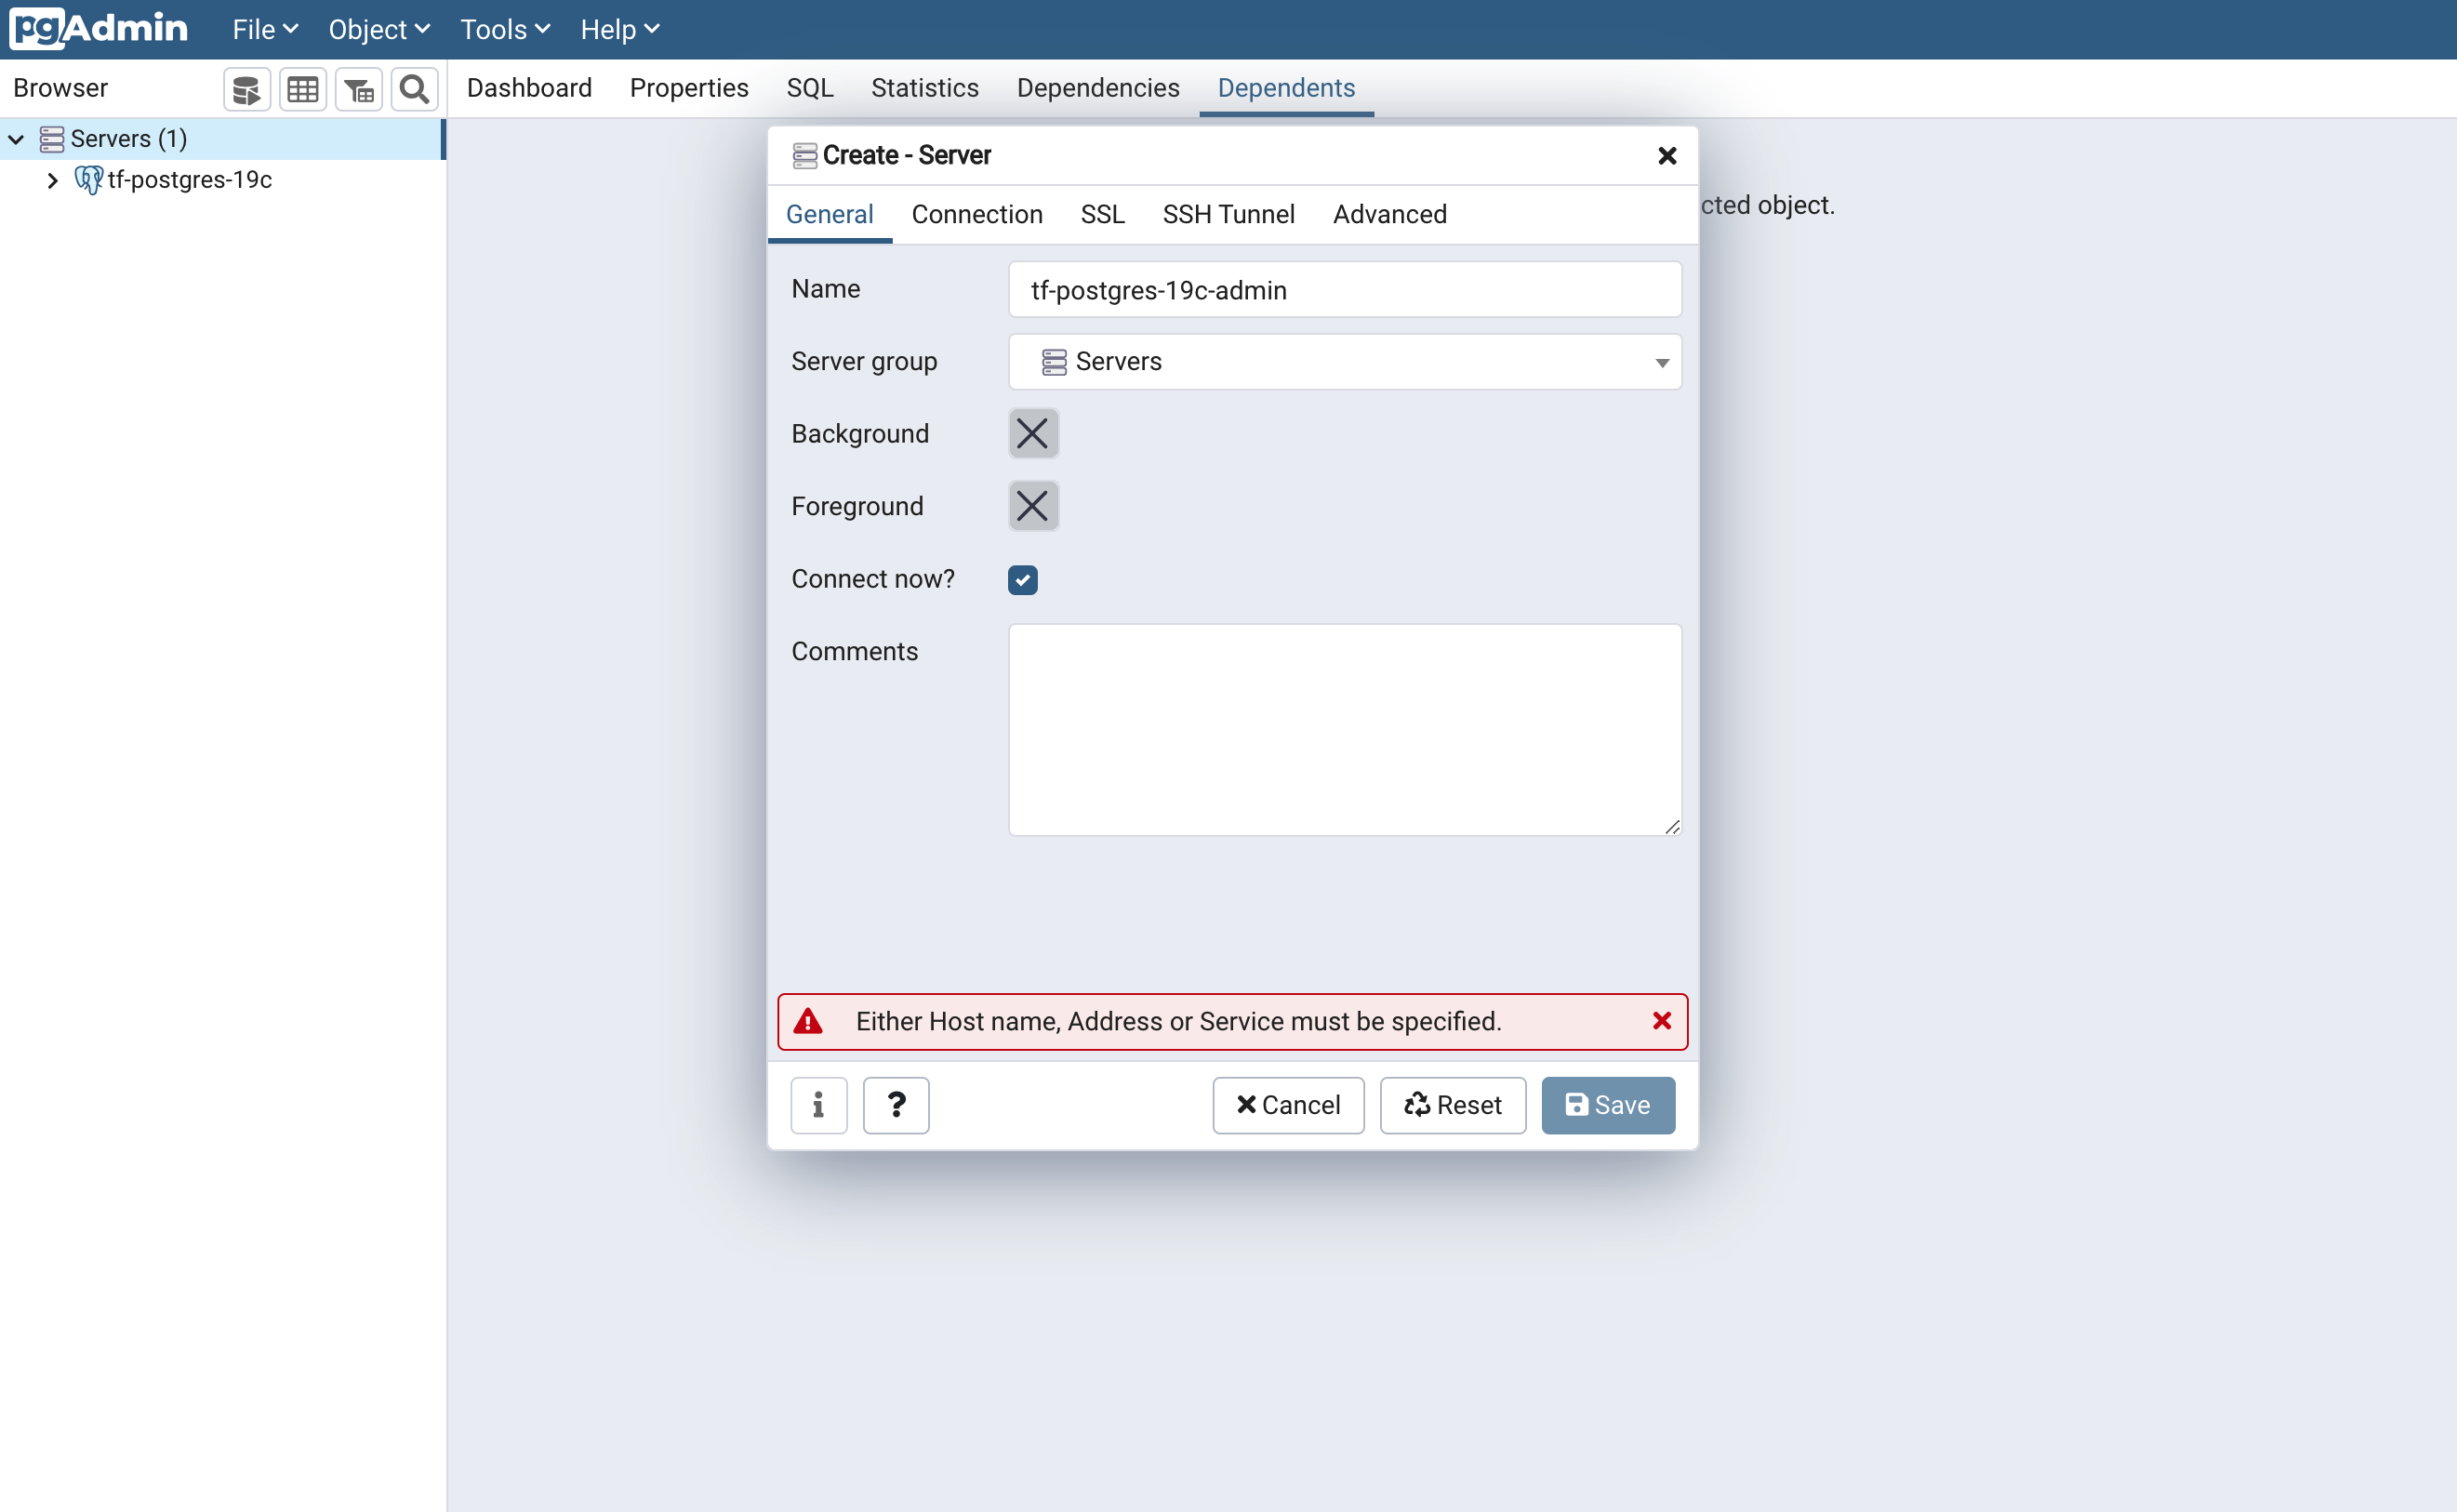 pgAdmin File Object Tools Help
Browser Dashboard Properties SQL Statistics Dependencies Dependents
Servers (1)
tf-postgres-19c
Create - Server
cted object.
General Connection SSL SSH Tunnel Advanced
Name tf-postgres-19c-admin
Server group Servers
Background
Foreground
Connect now?
Comments
Either Host name, Address or Service must be specified.
i ? Cancel Reset Save